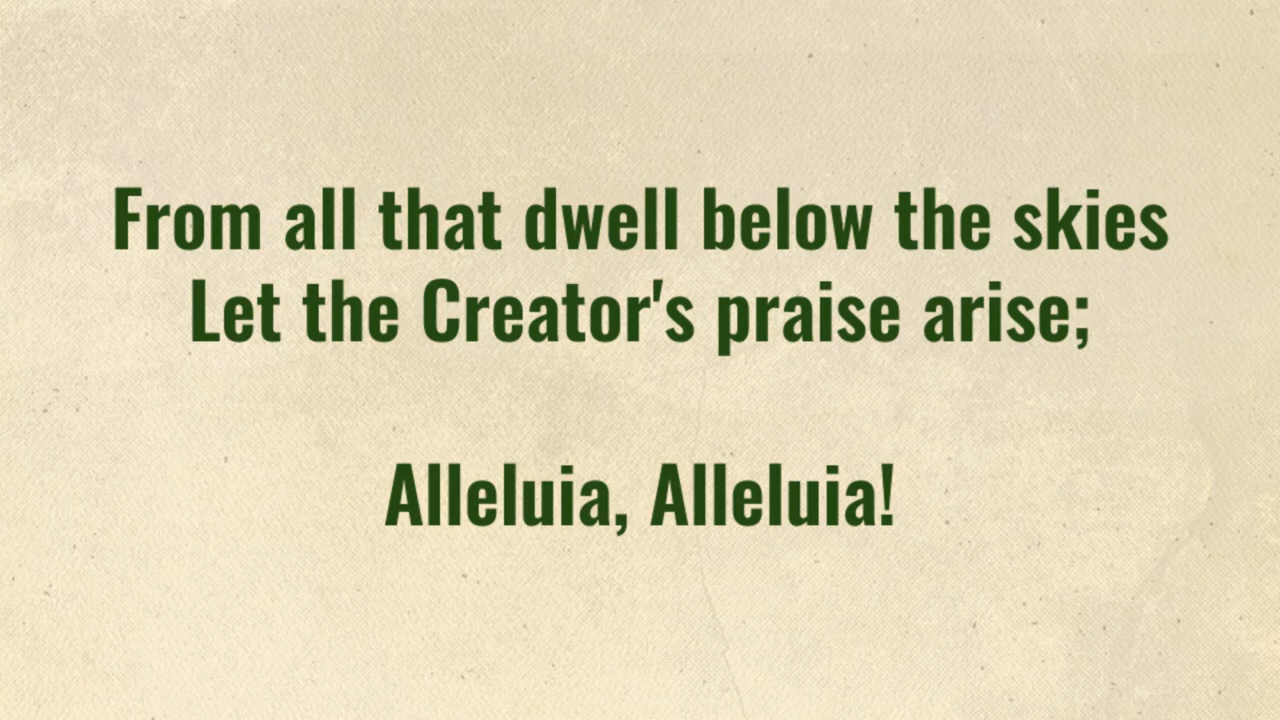 From all that dwell below the skies
Let the Creator's praise arise;
Alleluia, Alleluia!